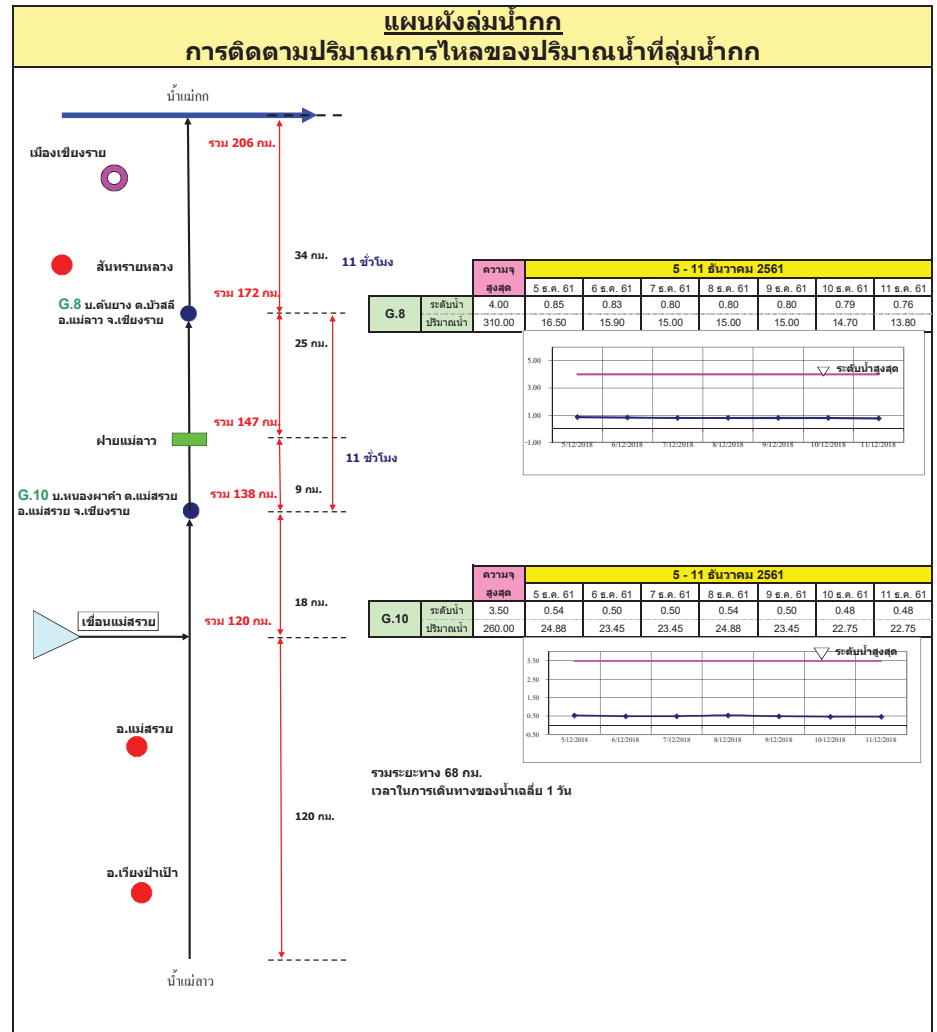 แผนผังลุ่มน้ำกก
การติดตามปริมาณการไหลของปริมาณน้ำที่ลุ่มน้ำกก
น้ำแม่กก
รวม 206 กม.
เมืองเชียงราย
34 กม.
11 ชั่วโมง
สันทรายหลวง
รวม 172 กม.
G.8 บ.ต้นยาง ต.บัวสลี
อ.แม่ลาว จ.เชียงราย
25 กม.
รวม 147 กม.
ฝายแม่ลาว
11 ชั่วโมง
9 กม.
รวม 138 กม.
G.10 บ.หนองผาคำ ต.แม่สรวย
อ.แม่สรวย จ.เชียงราย
18 กม.
เขื่อนแม่สรวย
รวม 120 กม.
อ.แม่สรวย
120 กม.
อ.เวียงป่าเป้า
น้ำแม่ลาว
ความจุ 5 - 11 ธันวาคม 2561
สูงสุด 5 ธ.ค. 61 6 ธ.ค. 61 7 ธ.ค. 61 8 ธ.ค. 61 9 ธ.ค. 61 10 ธ.ค. 61 11 ธ.ค. 61
G.8
ระดับน้ำ 4.00 0.85 0.83 0.80 0.80 0.80 0.79 0.76
ปริมาณน้ำ 310.00 16.50 15.90 15.00 15.00 15.00 14.70 13.80
ระดับน้ำสูงสุด
5.00
3.00
1.00
-1.00
5/12/2018 6/12/2018 7/12/2018 8/12/2018 9/12/2018 10/12/2018 11/12/2018
ความจุ 5 - 11 ธันวาคม 2561
สูงสุด 5 ธ.ค. 61 6 ธ.ค. 61 7 ธ.ค. 61 8 ธ.ค. 61 9 ธ.ค. 61 10 ธ.ค. 61 11 ธ.ค. 61
G.10
ระดับน้ำ 3.50 0.54 0.50 0.50 0.54 0.50 0.48 0.48
ปริมาณน้ำ 260.00 24.88 23.45 23.45 24.88 23.45 22.75 22.75
ระดับน้ำสูงสุด
3.50
2.50
1.50
0.50
-0.50
5/12/2018 6/12/2018 7/12/2018 8/12/2018 9/12/2018 10/12/2018 11/12/2018
รวมระยะทาง 68 กม.
เวลาในการเดินทางของน้ำเฉลี่ย 1 วัน